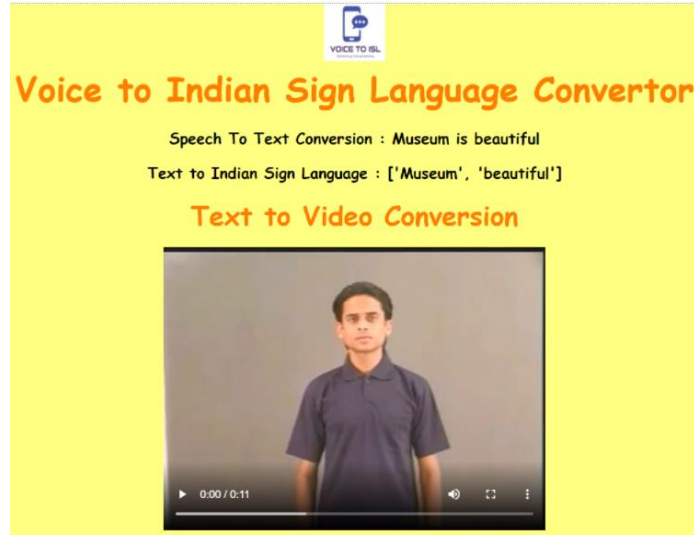 VOICE TO ISL
Voice to Indian Sign Language Convertor
Speech To Text Conversion : Museum is beautiful
Text to Indian Sign Language : ['Museum', 'beautiful']
Text to Video Conversion
0:00 / 0:11